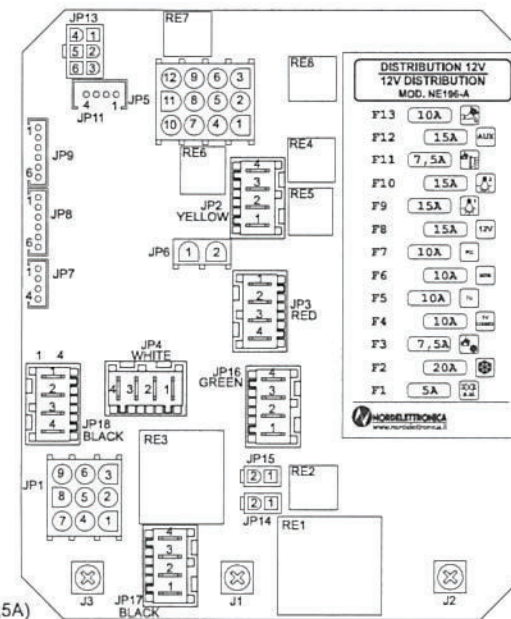 JP13
4 1
5 2
6 3
4 1
JP11
JP5
RE7
12 9 6 3
11 8 5 2
10 7 4 1
RE8
RE6
RE4
RE5
JP2
YELLOW
4
3
2
1
1
6
JP9
1
6
JP8
1
4
JP7
JP6
1 2
1
2
3
4
JP3
RED
JP4
WHITE
4 3 2 1
JP16
GREEN
4
3
2
1
1 4
1
2
3
4
JP18
BLACK
RE3
JP1
9 6 3
8 5 2
7 4 1
JP15
2 1
2 1
JP14
RE2
RE1
4
3
2
1
JP17
BLACK
J3
J1
J2
5A)
DISTRIBUTION 12V
12V DISTRIBUTION
MOD. NE196-A
F13 10A
F12 15A AUX
F11 7,5A
F10 15A
F9 15A
F8 15A 12V
F7 10A
F6 10A
F5 10A
F4 10A
F3 7,5A
F2 20A
F1 5A
NORDELETTRONICA
www.nordelettronica.it